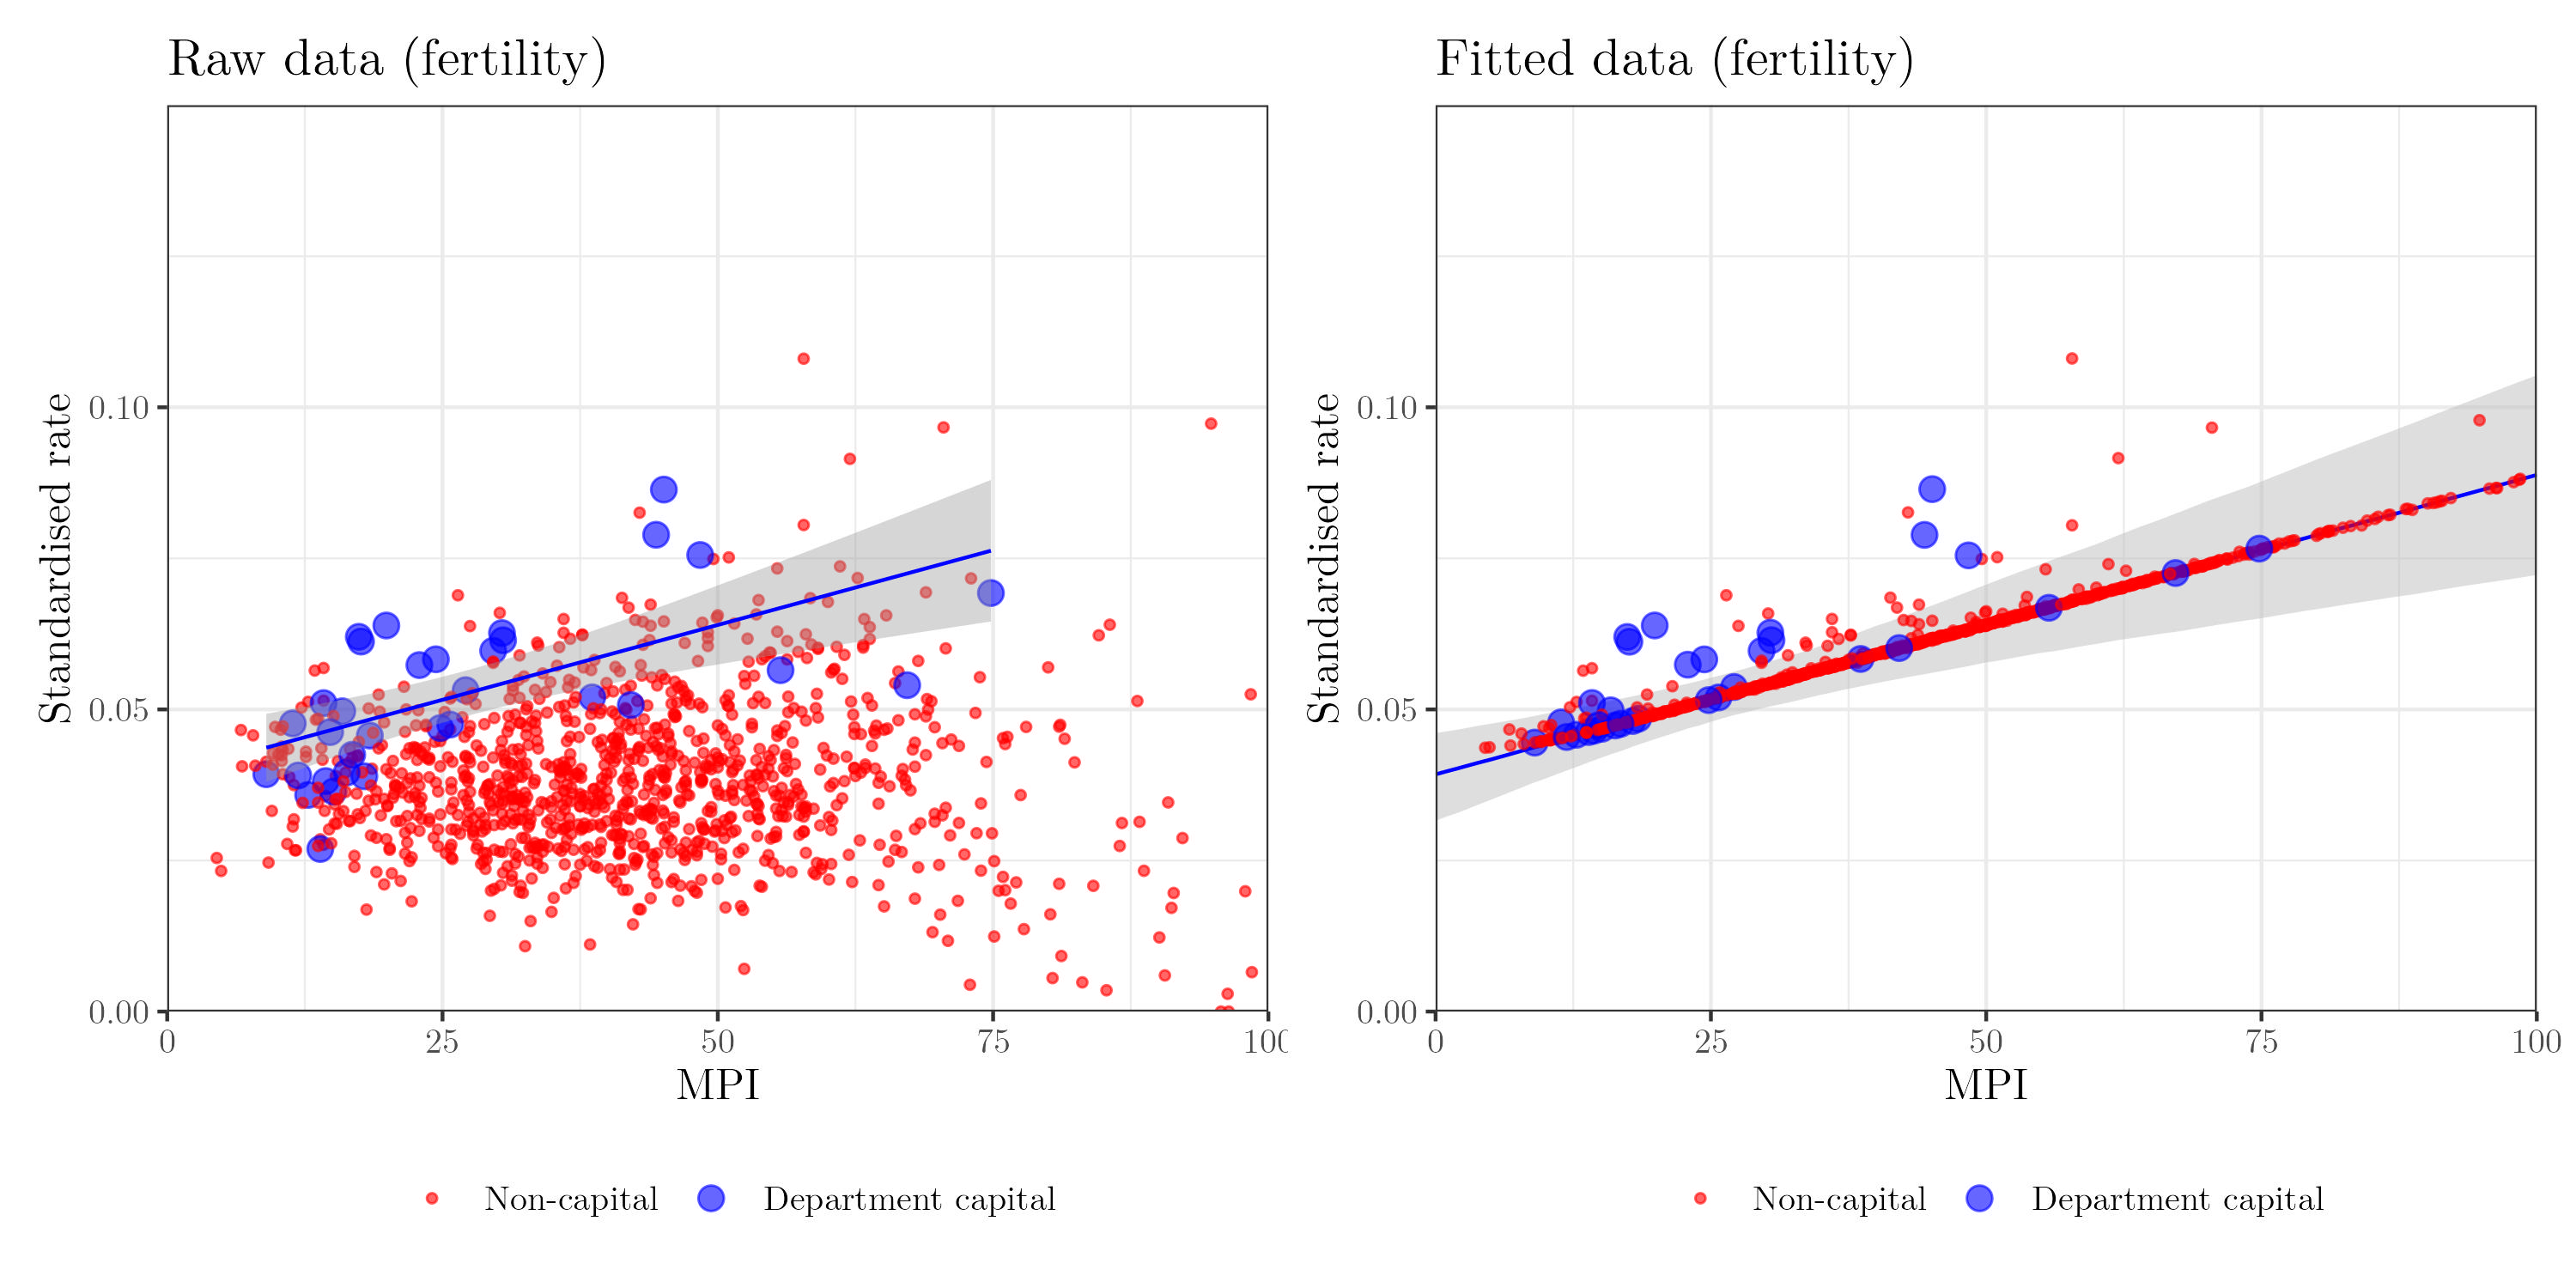 Raw data (fertility)
Standardised rate
0.10
0.05
0.00
0 25 50 75 100
MPI
Non-capital Department capital
Fitted data (fertility)
Standardised rate
0.10
0.05
0.00
0 25 50 75 100
MPI
Non-capital Department capital